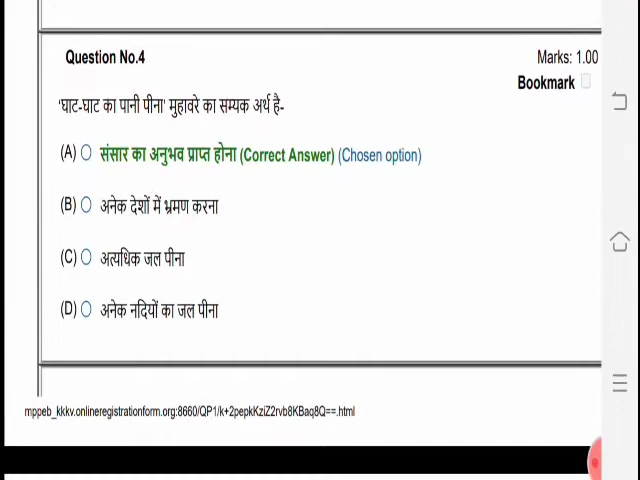 Question No.4
Marks: 1.00
Bookmark
'घाट-घाट का पानी पीना' मुहावरे का सम्यक अर्थ है-
(A) संसार का अनुभव प्राप्त होना (Correct Answer) (Chosen option)
(B) अनेक देशों में भ्रमण करना
(C) अत्यधिक जल पीना
(D) अनेक नदियों का जल पीना
mppeb_kkkv.onlineregistrationform.org:8660/QP1/k+2pepkKziZ2rvb8KBaq8Q==.html